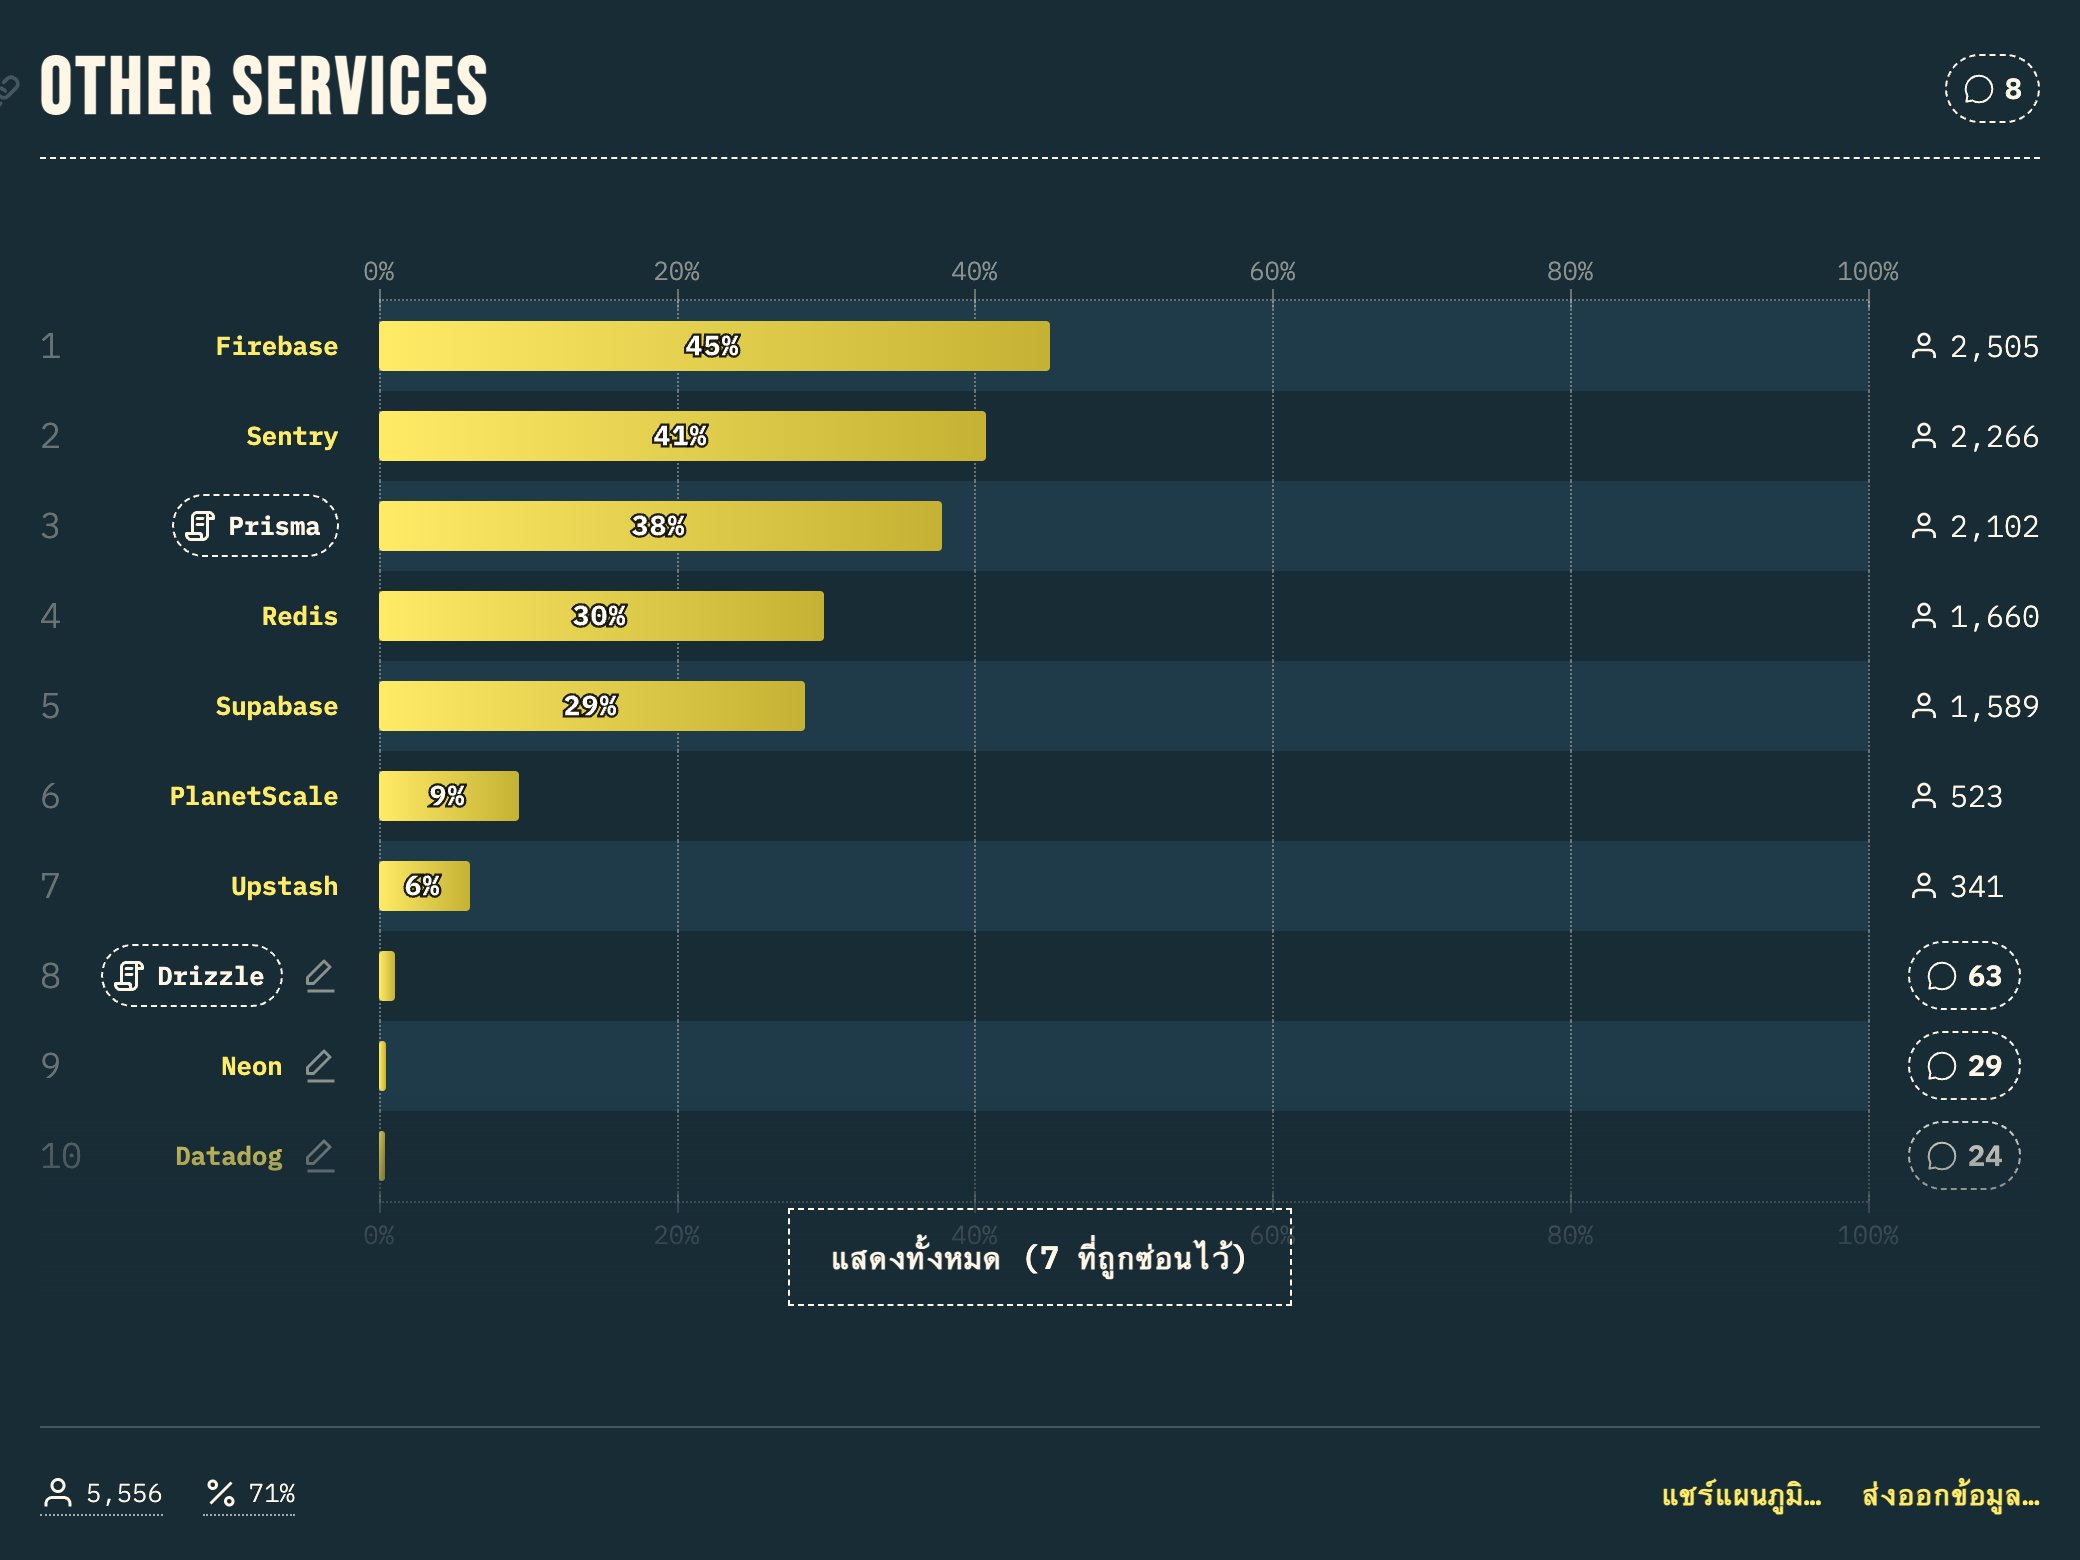 OTHER SERVICES
8
0% 20% 40% 60% 80% 100%
1 Firebase 45% 2,505
2 Sentry 41% 2,266
3 Prisma 38% 2,102
4 Redis 30% 1,660
5 Supabase 29% 1,589
6 PlanetScale 9% 523
7 Upstash 6% 341
8 Drizzle 63
9 Neon 29
10 Datadog 24
0% 20% 40% 60% 80% 100%
แสดงทั้งหมด (7 ที่ถูกซ่อนไว้)
5,556 % 71% แชร์แผนภูมิ… ส่งออกข้อมูล…